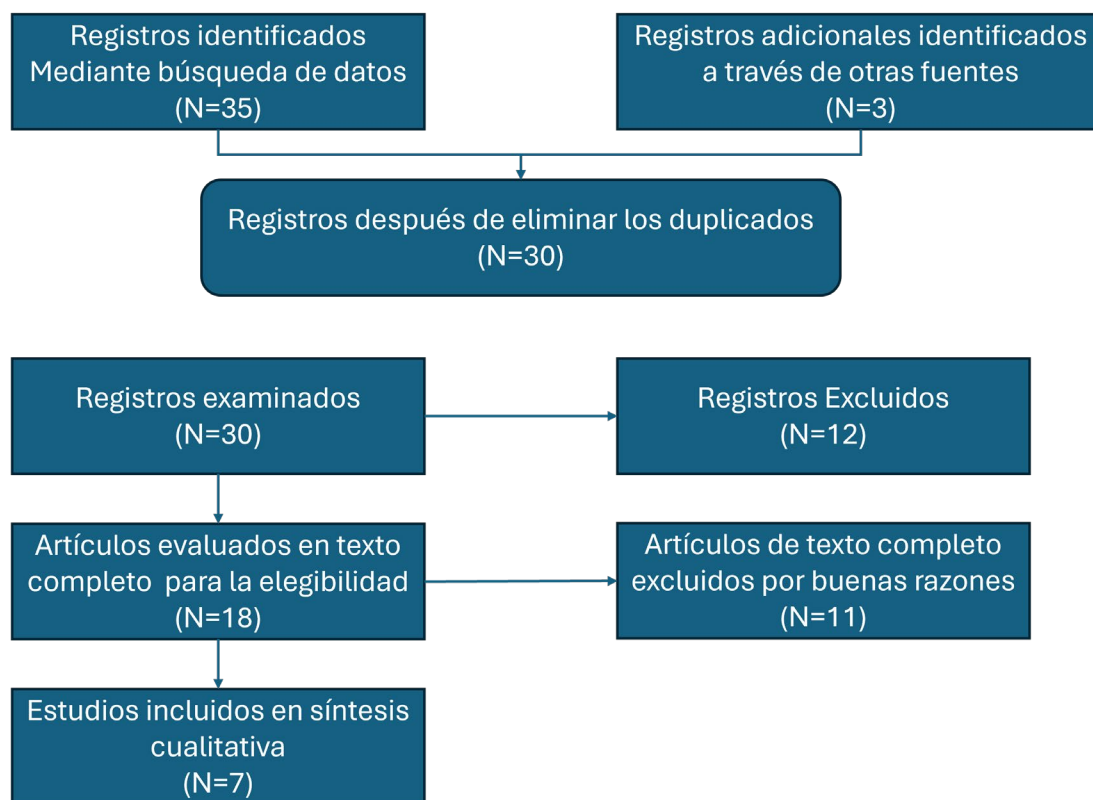 Registros identificados
Mediante búsqueda de datos
(N=35)
Registros adicionales identificados
a través de otras fuentes
(N=3)
Registros después de eliminar los duplicados
(N=30)
Registros examinados
(N=30)
Registros Excluidos
(N=12)
Artículos evaluados en texto
completo para la elegibilidad
(N=18)
Artículos de texto completo
excluidos por buenas razones
(N=11)
Estudios incluidos en síntesis
cualitativa
(N=7)